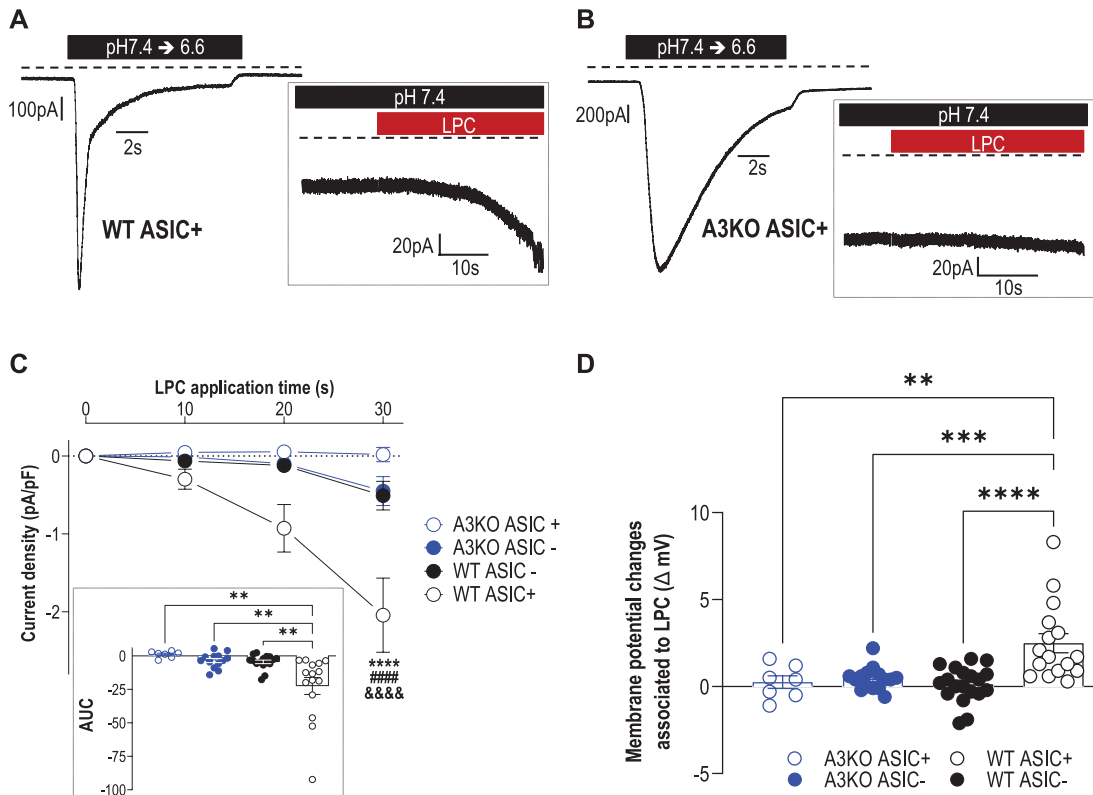 A
pH7.4 ➔ 6.6
100pA
2s
WT ASIC+
pH 7.4
LPC
20pA
10s
B
pH7.4 ➔ 6.6
200pA
2s
A3KO ASIC+
pH 7.4
LPC
20pA
10s
C
LPC application time (s)
0 10 20 30
Current density (pA/pF)
0
-1
-2
A3KO ASIC +
A3KO ASIC -
WT ASIC -
WT ASIC+
****
####
&&&&
AUC
**
**
**
0
-25
-50
-75
-100
D
**
***
****
Membrane potential changes
associated to LPC (Δ mV)
10
5
0
-5
A3KO ASIC+ WT ASIC+
A3KO ASIC- WT ASIC-